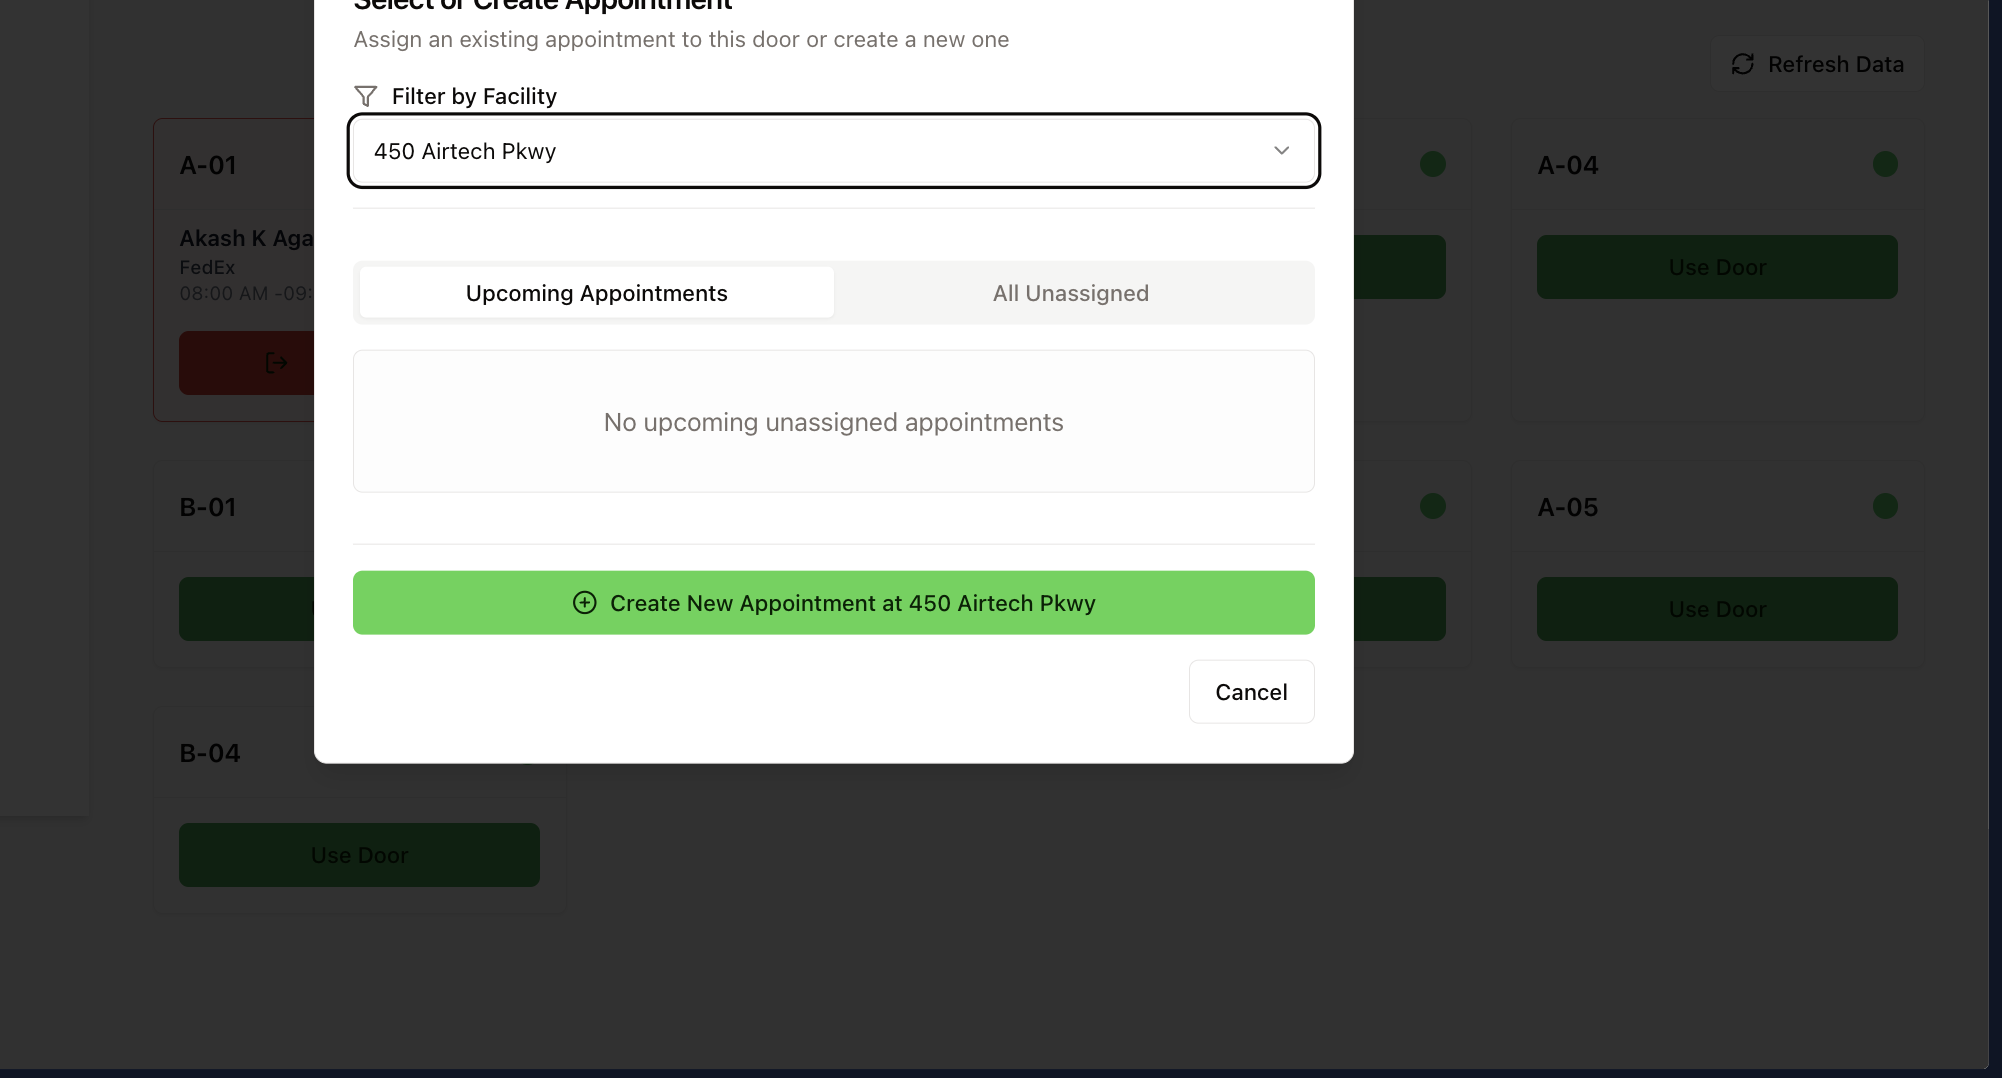 Select or Create Appointment
Assign an existing appointment to this door or create a new one
Refresh Data
Filter by Facility
450 Airtech Pkwy
A-01
Akash K Aga
FedEx
08:00 AM -09:
A-04
Use Door
Upcoming Appointments
All Unassigned
No upcoming unassigned appointments
B-01
A-05
Use Door
Create New Appointment at 450 Airtech Pkwy
Cancel
B-04
Use Door